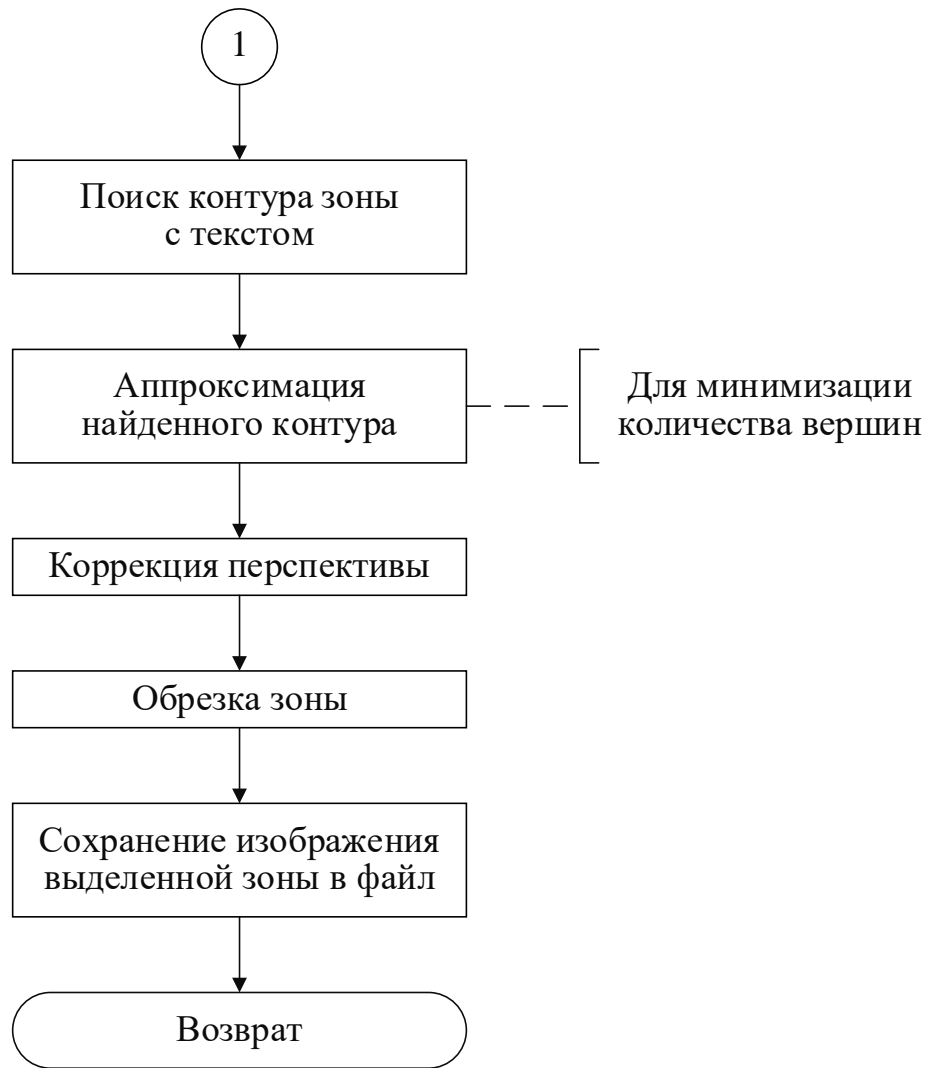 1
Поиск контура зоны
с текстом
Аппроксимация
найденного контура
Для минимизации
количества вершин
Коррекция перспективы
Обрезка зоны
Сохранение изображения
выделенной зоны в файл
Возврат